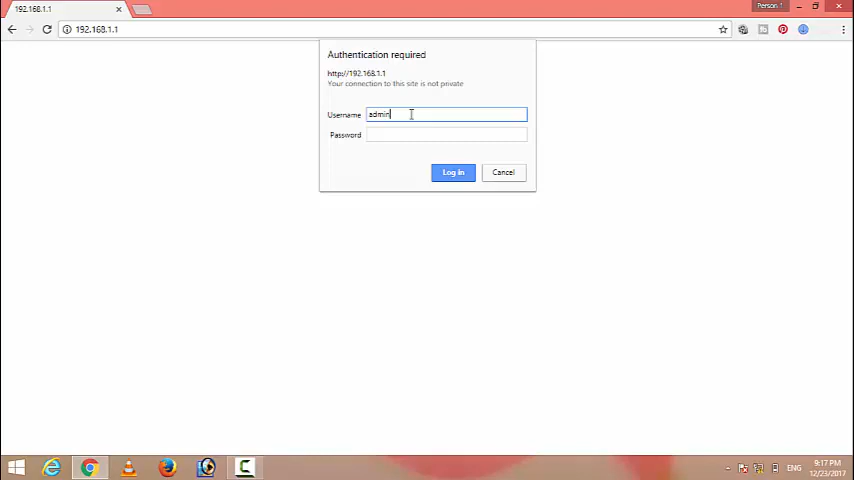 192.168.1.1
Person 1
192.168.1.1
Authentication required
http://192.168.1.1
Your connection to this site is not private
Username admin
Password
Log in Cancel
ENG
9:17 PM
12/23/2017